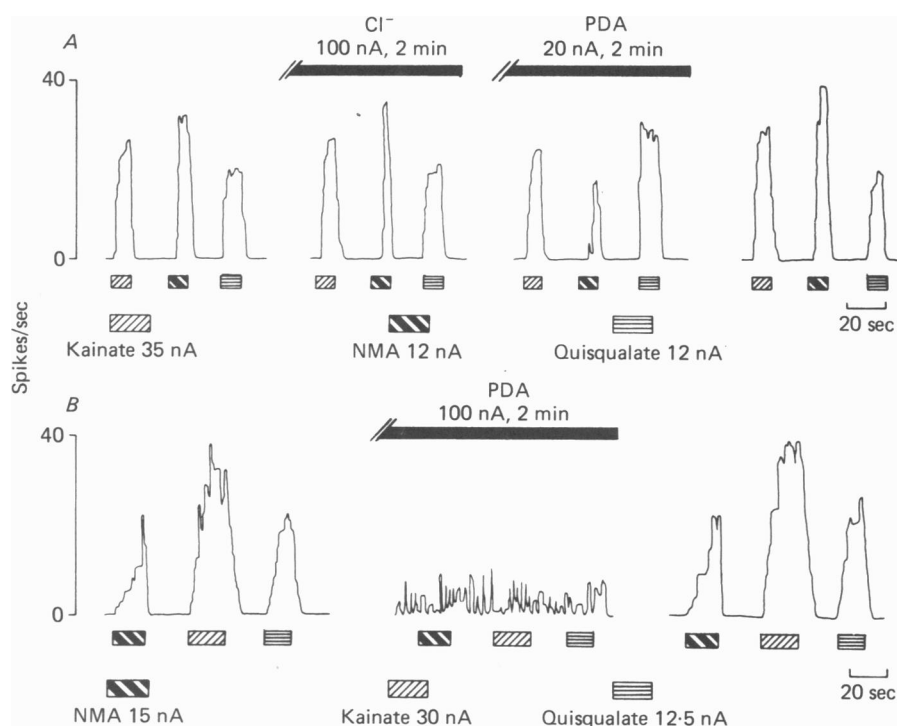 A
Cl⁻
100 nA, 2 min
PDA
20 nA, 2 min
40
0
20 sec
Kainate 35 nA
NMA 12 nA
Quisqualate 12 nA
Spikes/sec
B
PDA
100 nA, 2 min
40
0
20 sec
NMA 15 nA
Kainate 30 nA
Quisqualate 12·5 nA